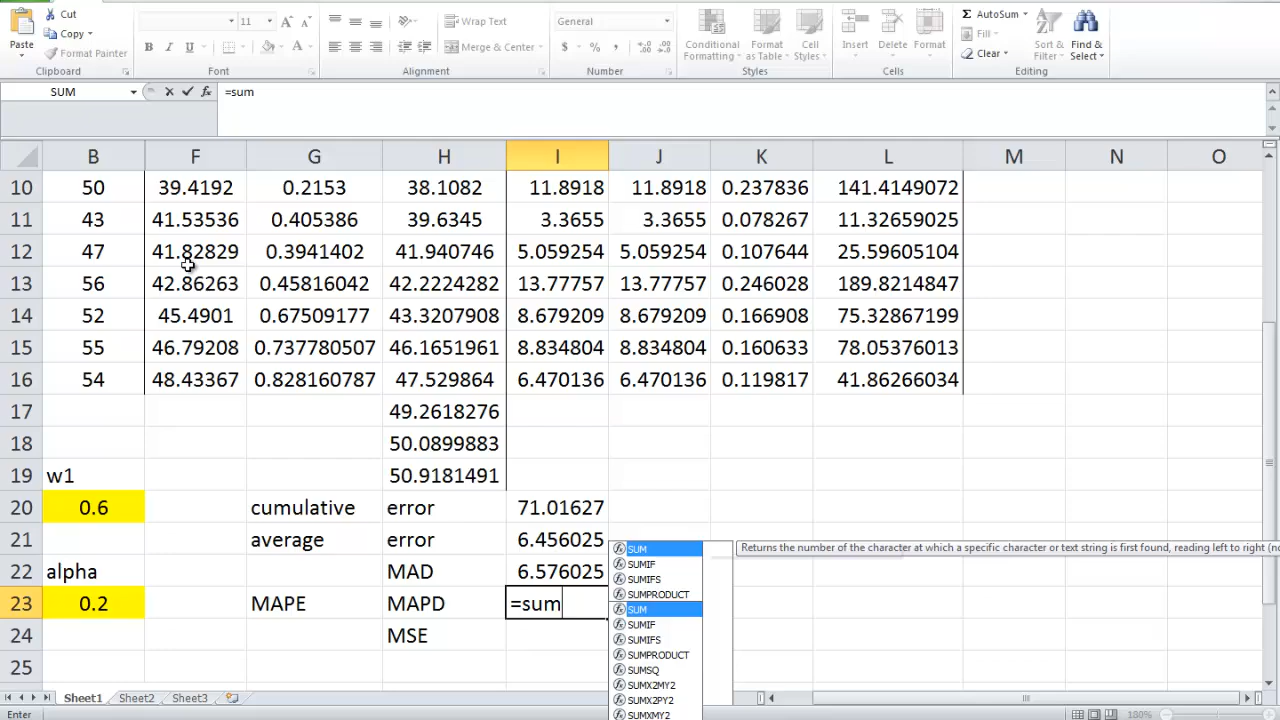 Cut
Copy
Format Painter
Paste
Clipboard
11
A A
B I U
A
Font
Wrap Text
Merge & Center
Alignment
General
$ % ,
Number
Conditional Formatting
Format as Table
Cell Styles
Styles
Insert
Delete
Format
Cells
Σ AutoSum
Fill
Clear
Sort & Filter
Find & Select
Editing
SUM fx =sum
B F G H I J K L M N O
10 50 39.4192 0.2153 38.1082 11.8918 11.8918 0.237836 141.4149072
11 43 41.53536 0.405386 39.6345 3.3655 3.3655 0.078267 11.32659025
12 47 41.82829 0.3941402 41.940746 5.059254 5.059254 0.107644 25.59605104
13 56 42.86263 0.45816042 42.2224282 13.77757 13.77757 0.246028 189.8214847
14 52 45.4901 0.67509177 43.3207908 8.679209 8.679209 0.166908 75.32867199
15 55 46.79208 0.737780507 46.1651961 8.834804 8.834804 0.160633 78.05376013
16 54 48.43367 0.828160787 47.529864 6.470136 6.470136 0.119817 41.86266034
17 49.2618276
18 50.0899883
19 w1 50.9181491
20 0.6 cumulative error 71.01627
21 average error 6.456025
22 alpha MAD 6.576025
23 0.2 MAPE MAPD =sum
24 MSE
25
SUM
Returns the number of the character at which a specific character or text string is first found, reading left to right (no
SUMIF
SUMIFS
SUMPRODUCT
SUM
SUMIF
SUMIFS
SUMPRODUCT
SUMSQ
SUMX2MY2
SUMX2PY2
SUMXMY2
Sheet1 Sheet2 Sheet3
Enter 180%